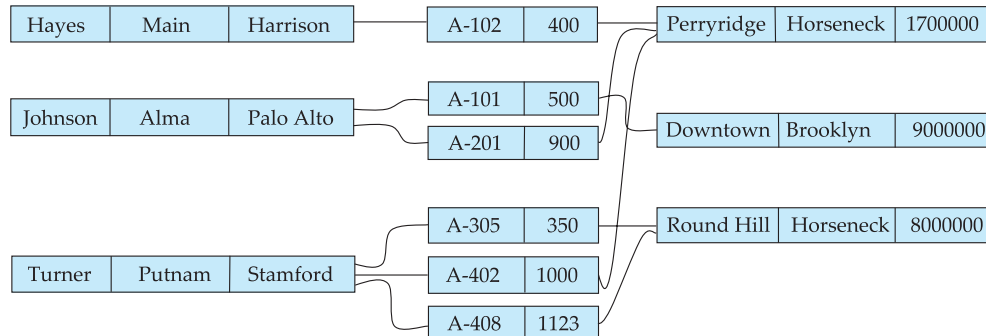 Hayes Main Harrison
A-102 400
Perryridge Horseneck 1700000
Johnson Alma Palo Alto
A-101 500
A-201 900
Downtown Brooklyn 9000000
Turner Putnam Stamford
A-305 350
A-402 1000
A-408 1123
Round Hill Horseneck 8000000